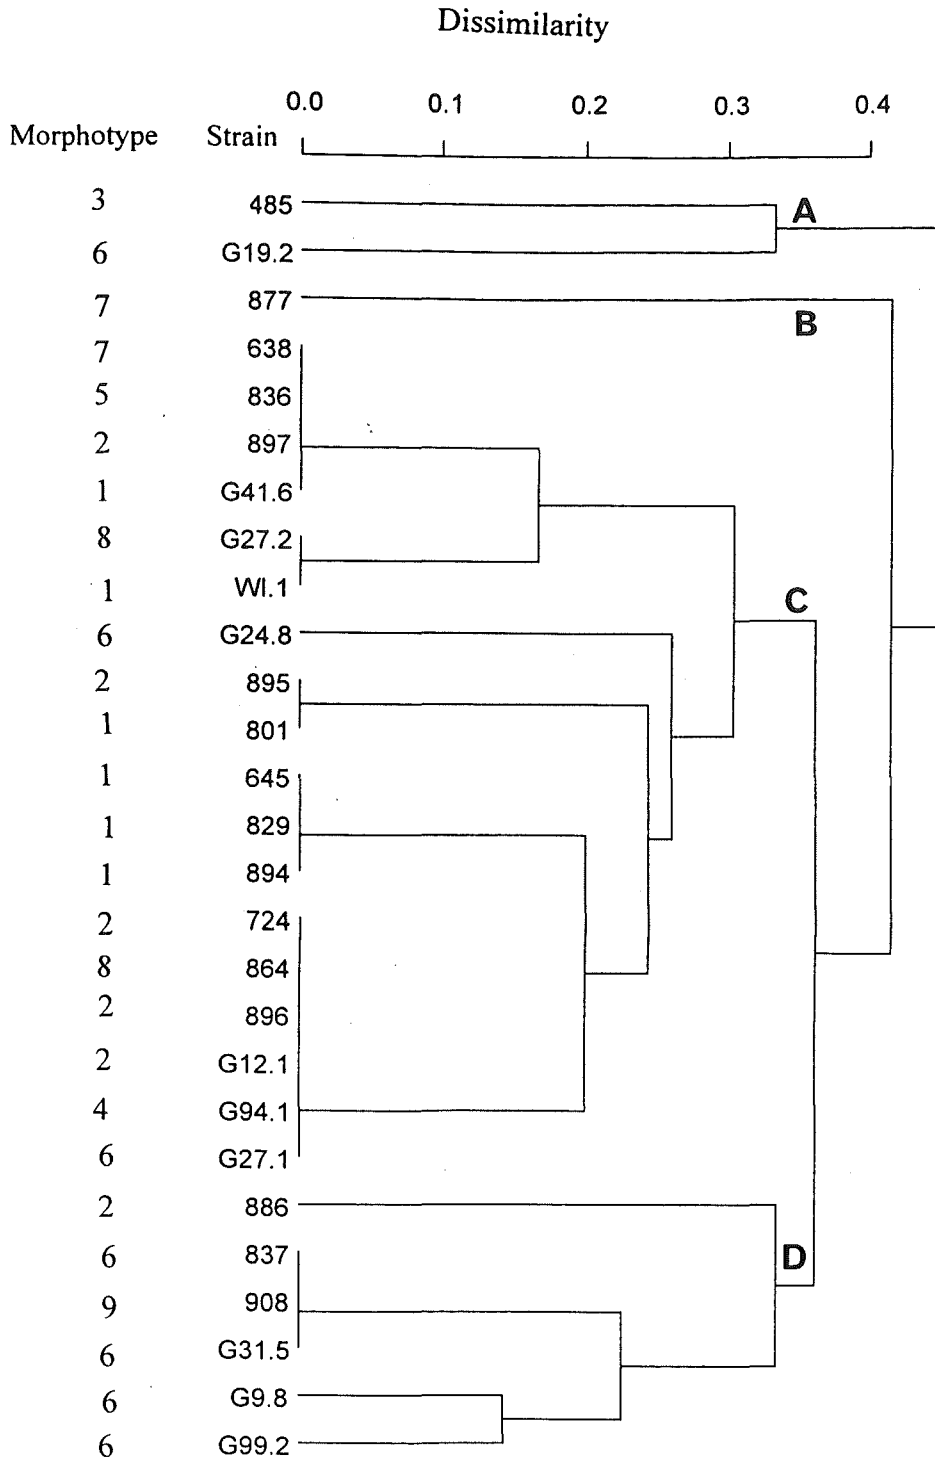 Dissimilarity
0.0 0.1 0.2 0.3 0.4
Morphotype Strain
3 485 A
6 G19.2
7 877
B
7 638
5 836
2 897
1 G41.6
8 G27.2
1 WI.1
C
6 G24.8
2 895
1 801
1 645
1 829
1 894
2 724
8 864
2 896
2 G12.1
4 G94.1
6 G27.1
2 886
6 837 D
9 908
6 G31.5
6 G9.8
6 G99.2